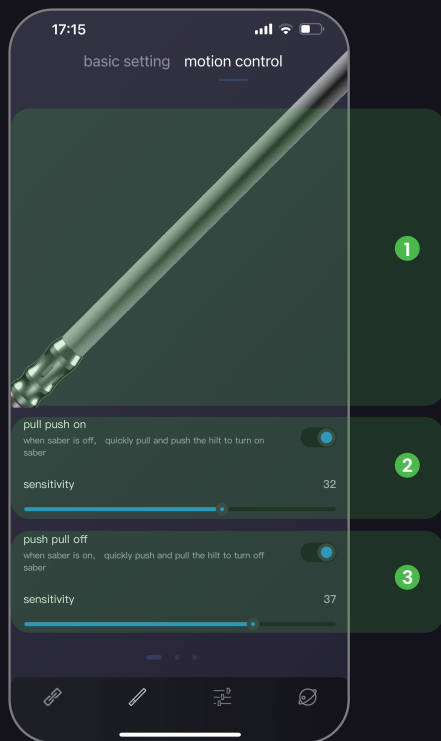 17:15
basic setting motion control
1
pull push on
when saber is off, quickly pull and push the hilt to turn on
saber
2
sensitivity 32
push pull off
when saber is on, quickly push and pull the hilt to turn off
saber
3
sensitivity 37